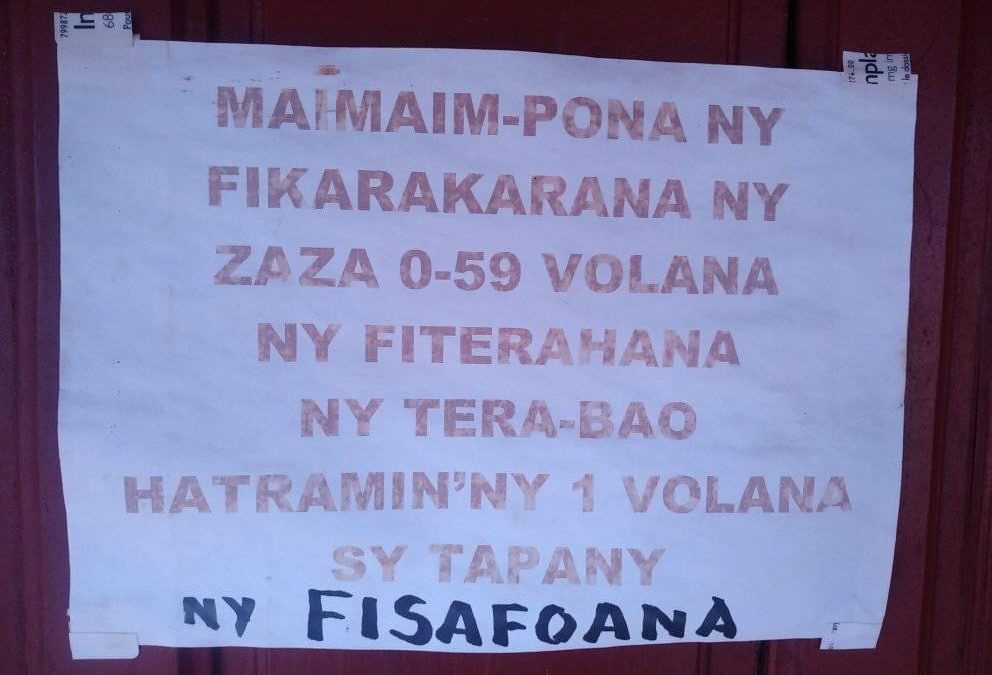 MAIMAIM-PONA NY
FIKARAKARANA NY
ZAZA 0-59 VOLANA
NY FITERAHANA
NY TERA-BAO
HATRAMIN'NY 1 VOLANA
SY TAPANY
NY FISAFOANA